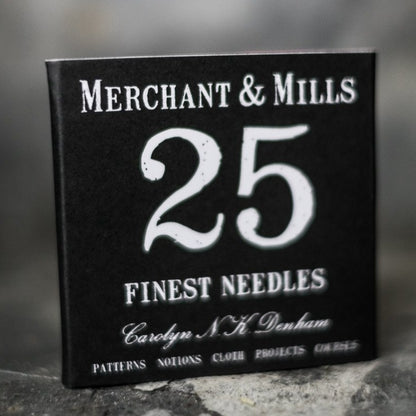 MERCHANT & MILLS
25
FINEST NEEDLES
Carolyn N.K. Denham
PATTERNS NOTIONS CLOTH PROJECTS COURSES